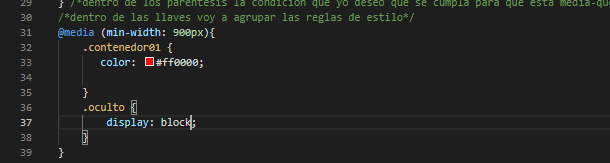 29 } /*dentro de los parentesis la condicion que yo deseo que se cumpla para que esta media-que
30 /*dentro de las llaves voy a agrupar las reglas de estilo*/
31 @media (min-width: 900px){
32 .contenedor01 {
33 color: #ff0000;
34
35 }
36 .oculto {
37 display: block;
38 }
39 }